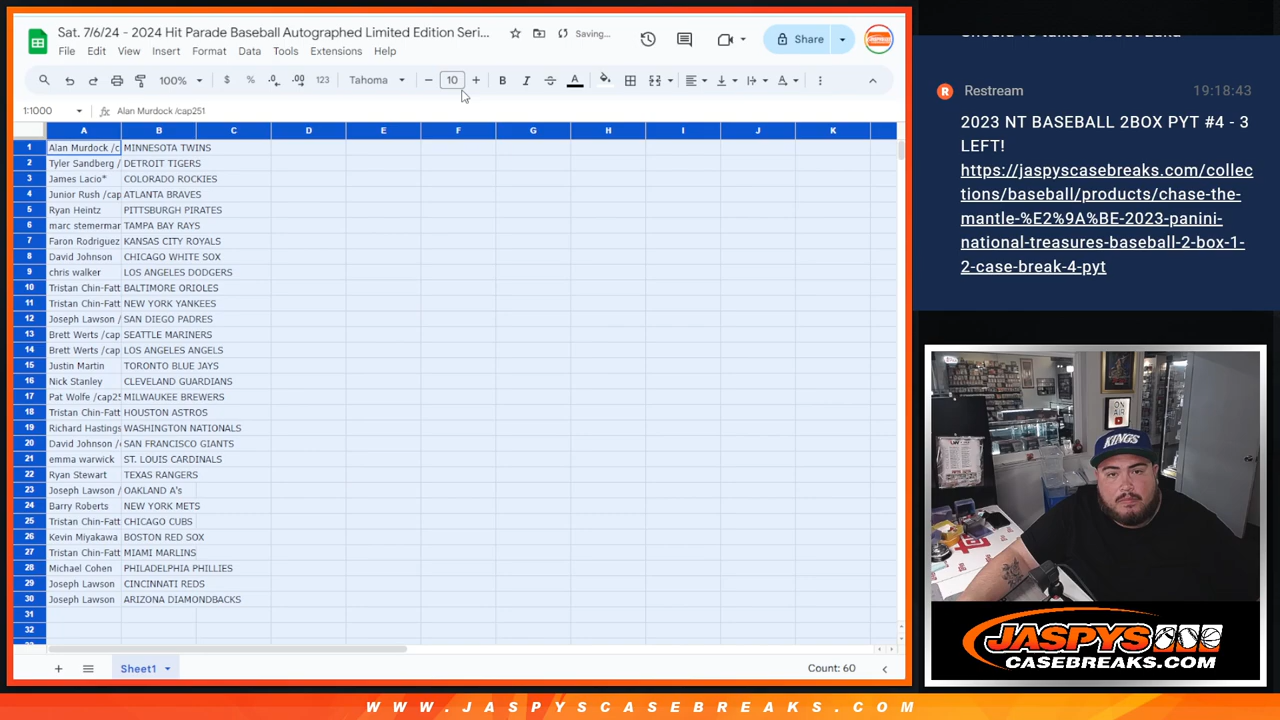 Sat. 7/6/24 - 2024 Hit Parade Baseball Autographed Limited Edition Seri...
Saving...
File Edit View Insert Format Data Tools Extensions Help
Share
100% $ % .0 .00 123 Tahoma 10 B I A
1:1000 fx Alan Murdock /cap251
A B C D E F G H I J K
1 Alan Murdock /c MINNESOTA TWINS
2 Tyler Sandberg / DETROIT TIGERS
3 James Lacio* COLORADO ROCKIES
4 Junior Rush /cap ATLANTA BRAVES
5 Ryan Heintz PITTSBURGH PIRATES
6 marc stemerman TAMPA BAY RAYS
7 Faron Rodriguez KANSAS CITY ROYALS
8 David Johnson CHICAGO WHITE SOX
9 chris walker LOS ANGELES DODGERS
10 Tristan Chin-Fatt BALTIMORE ORIOLES
11 Tristan Chin-Fatt NEW YORK YANKEES
12 Joseph Lawson / SAN DIEGO PADRES
13 Brett Werts /cap SEATTLE MARINERS
14 Brett Werts /cap LOS ANGELES ANGELS
15 Justin Martin TORONTO BLUE JAYS
16 Nick Stanley CLEVELAND GUARDIANS
17 Pat Wolfe /cap25 MILWAUKEE BREWERS
18 Tristan Chin-Fatt HOUSTON ASTROS
19 Richard Hastings WASHINGTON NATIONALS
20 David Johnson /c SAN FRANCISCO GIANTS
21 emma warwick ST. LOUIS CARDINALS
22 Ryan Stewart TEXAS RANGERS
23 Joseph Lawson / OAKLAND A's
24 Barry Roberts NEW YORK METS
25 Tristan Chin-Fatt CHICAGO CUBS
26 Kevin Miyakawa BOSTON RED SOX
27 Tristan Chin-Fatt MIAMI MARLINS
28 Michael Cohen PHILADELPHIA PHILLIES
29 Joseph Lawson CINCINNATI REDS
30 Joseph Lawson ARIZONA DIAMONDBACKS
31
32
Sheet1
Count: 60
Restream 19:18:43
2023 NT BASEBALL 2BOX PYT #4 - 3
LEFT!
https://jaspyscasebreaks.com/collec
tions/baseball/products/chase-the-
mantle-%E2%9A%BE-2023-panini-
national-treasures-baseball-2-box-1-
2-case-break-4-pyt
ON
AIR
KINGS
JASPYS
CASEBREAKS.COM
WWW.JASPYSCASEBREAKS.COM